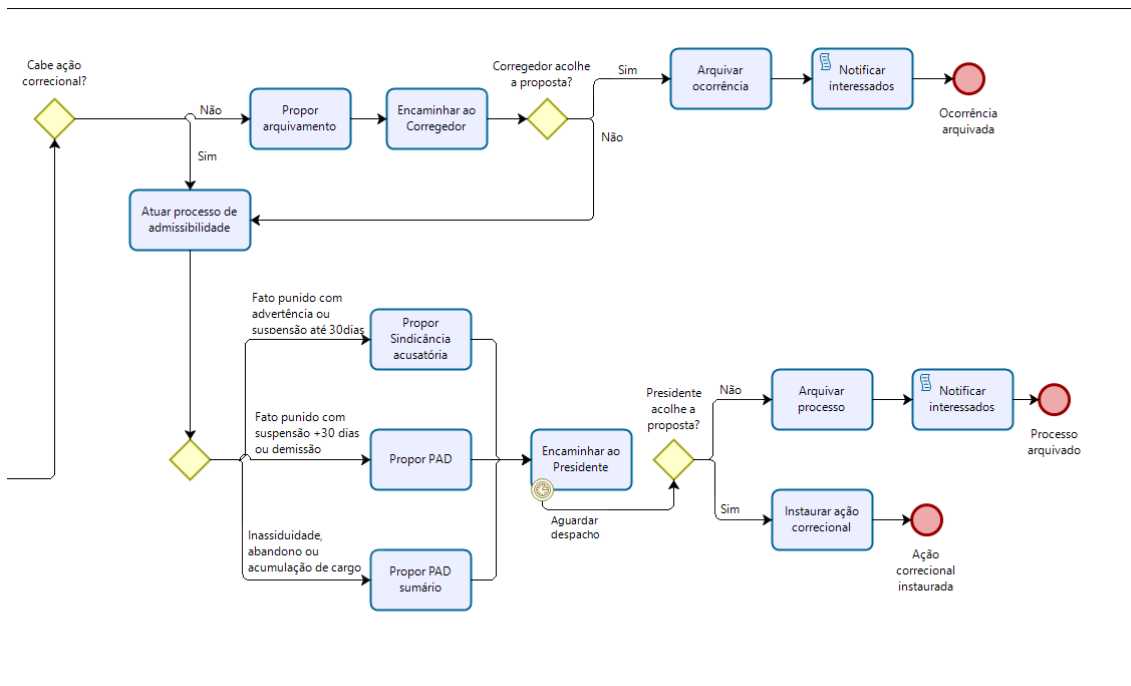 Cabe ação
correcional?
Não
Sim
Propor
arquivamento
Encaminhar ao
Corregedor
Corregedor acolhe
a proposta?
Sim
Não
Arquivar
ocorrência
Notificar
interessados
Ocorrência
arquivada
Atuar processo de
admissibilidade
Fato punido com
advertência ou
suspensão até 30dias
Propor
Sindicância
acusatória
Fato punido com
suspensão +30 dias
ou demissão
Propor PAD
Inassiduidade,
abandono ou
acumulação de cargo
Propor PAD
sumário
Encaminhar ao
Presidente
Aguardar
despacho
Presidente
acolhe a
proposta?
Não
Sim
Arquivar
processo
Notificar
interessados
Processo
arquivado
Instaurar ação
correcional
Ação
correcional
instaurada